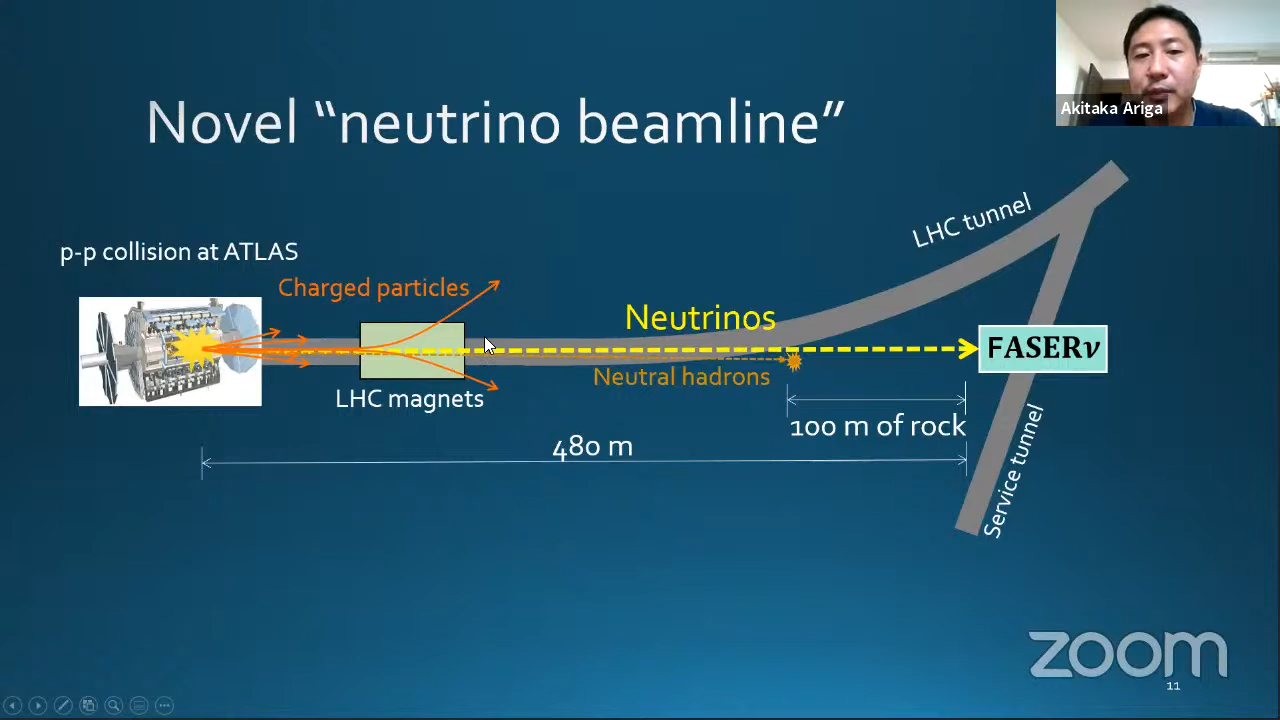 Akitaka Ariga
Novel “neutrino beamline”
LHC tunnel
p-p collision at ATLAS
Charged particles
Neutrinos
FASERν
Neutral hadrons
LHC magnets
100 m of rock
480 m
Service tunnel
zoom
11